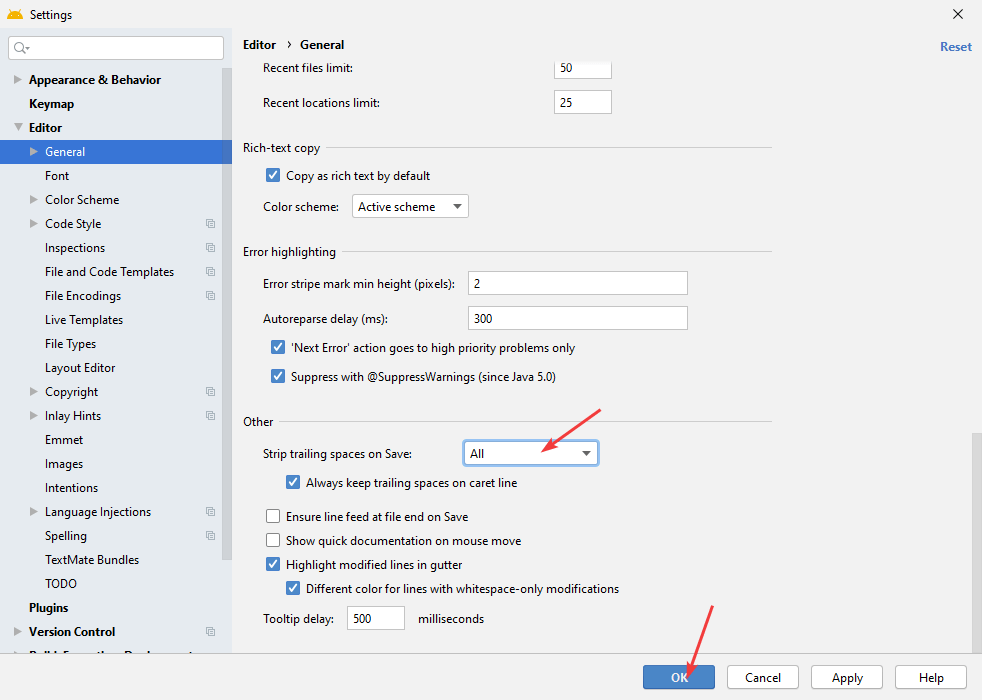 Settings
Appearance & Behavior
Keymap
Editor
General
Font
Color Scheme
Code Style
Inspections
File and Code Templates
File Encodings
Live Templates
File Types
Layout Editor
Copyright
Inlay Hints
Emmet
Images
Intentions
Language Injections
Spelling
TextMate Bundles
TODO
Plugins
Version Control
Editor › General
Reset
Recent files limit: 50
Recent locations limit: 25
Rich-text copy
Copy as rich text by default
Color scheme: Active scheme
Error highlighting
Error stripe mark min height (pixels): 2
Autoreparse delay (ms): 300
'Next Error' action goes to high priority problems only
Suppress with @SuppressWarnings (since Java 5.0)
Other
Strip trailing spaces on Save: All
Always keep trailing spaces on caret line
Ensure line feed at file end on Save
Show quick documentation on mouse move
Highlight modified lines in gutter
Different color for lines with whitespace-only modifications
Tooltip delay: 500 milliseconds
OK Cancel Apply Help